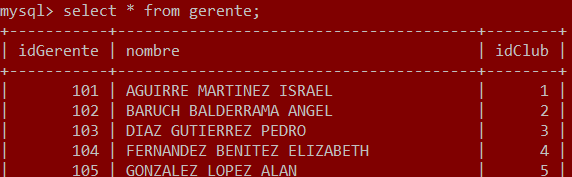 mysql> select * from gerente;
+-----------+----------------------------------------+--------+
| idGerente | nombre                                 | idClub |
+-----------+----------------------------------------+--------+
|       101 | AGUIRRE MARTINEZ ISRAEL                |      1 |
|       102 | BARUCH BALDERRAMA ANGEL                |      2 |
|       103 | DIAZ GUTIERREZ PEDRO                   |      3 |
|       104 | FERNANDEZ BENITEZ ELIZABETH            |      4 |
|       105 | GONZALEZ LOPEZ ALAN                    |      5 |